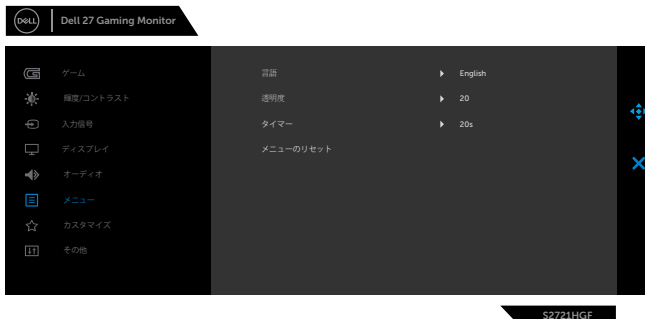 DELL
Dell 27 Gaming Monitor
ゲーム
言語 English
輝度/コントラスト
透明度 20
入力信号
タイマー 20s
ディスプレイ
メニューのリセット
オーディオ
メニュー
カスタマイズ
その他
S2721HGF